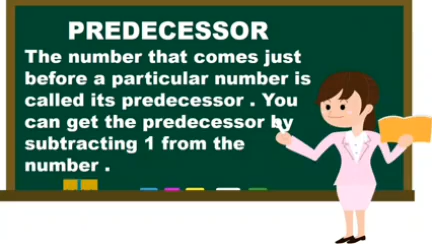 PREDECESSOR
The number that comes just
before a particular number is
called its predecessor . You
can get the predecessor by
subtracting 1 from the
number .